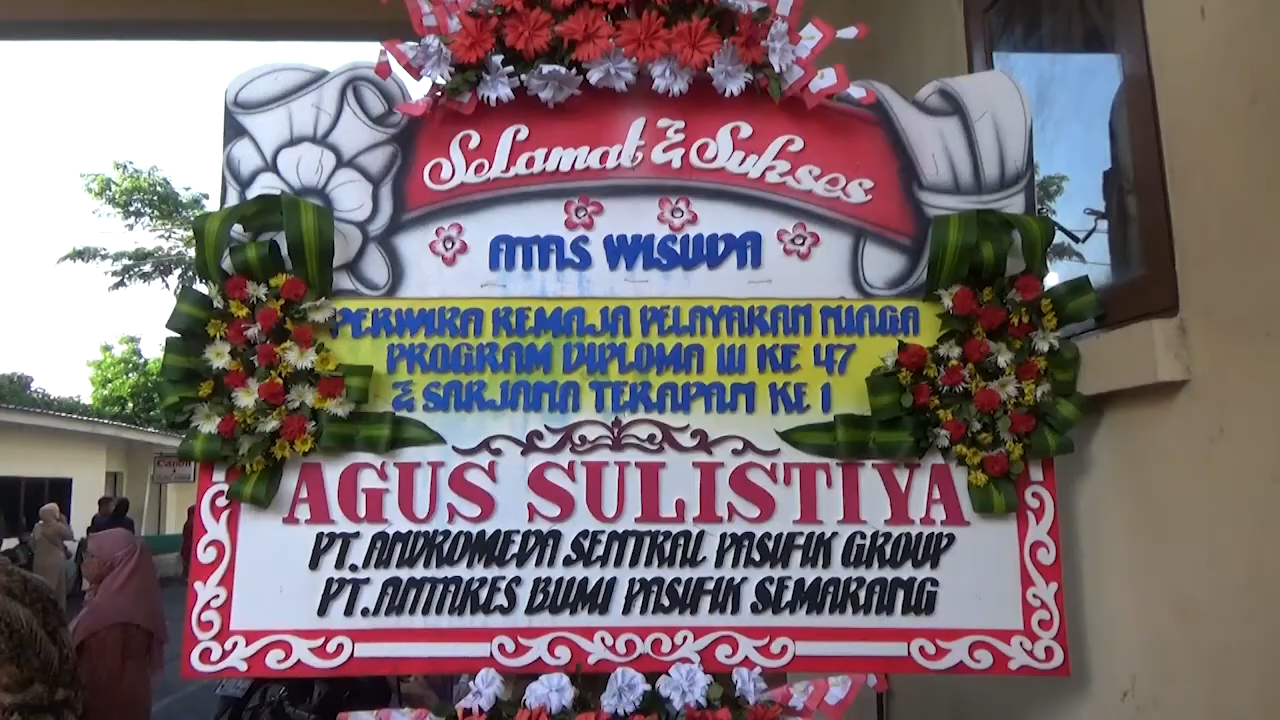 Selamat & Sukses
ATAS WISUDA
PERWIRA REMAJA PELAYARAN NIAGA
PROGRAM DIPLOMA III KE 47
& SARJANA TERAPAN KE 1
AGUS SULISTIYA
PT. ANDROMEDA SENTRAL PASIFIK GROUP
PT. ANTARES BUMI PASIFIK SEMARANG
Canon